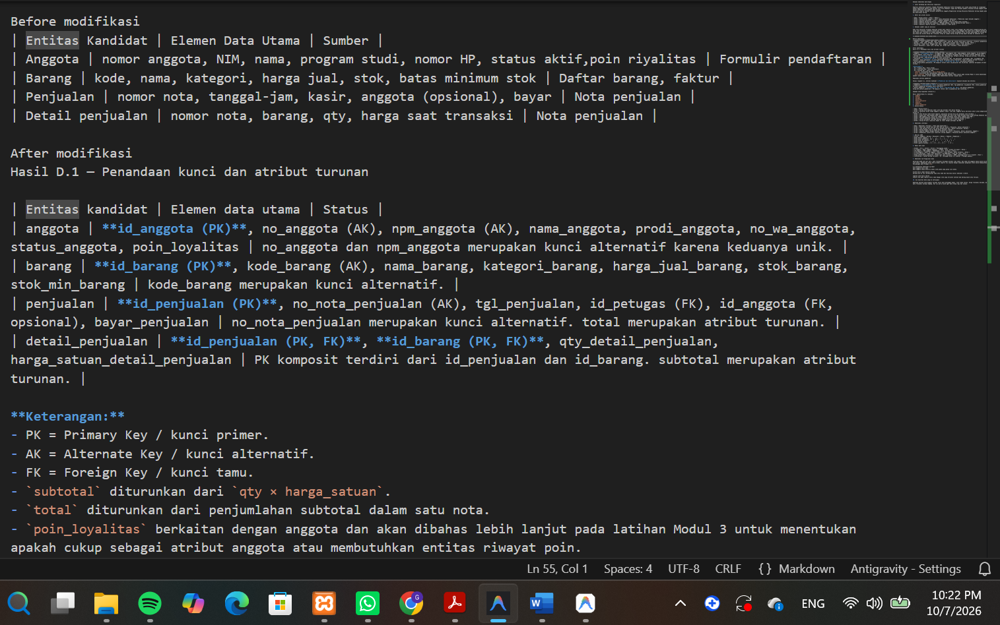 Before modifikasi
| Entitas Kandidat | Elemen Data Utama | Sumber |
| Anggota | nomor anggota, NIM, nama, program studi, nomor HP, status aktif,poin riyalitas | Formulir pendaftaran |
| Barang | kode, nama, kategori, harga jual, stok, batas minimum stok | Daftar barang, faktur |
| Penjualan | nomor nota, tanggal-jam, kasir, anggota (opsional), bayar | Nota penjualan |
| Detail penjualan | nomor nota, barang, qty, harga saat transaksi | Nota penjualan |
After modifikasi
Hasil D.1 — Penandaan kunci dan atribut turunan
| Entitas kandidat | Elemen data utama | Status |
| anggota | **id_anggota (PK)**, no_anggota (AK), npm_anggota (AK), nama_anggota, prodi_anggota, no_wa_anggota,
status_anggota, poin_loyalitas | no_anggota dan npm_anggota merupakan kunci alternatif karena keduanya unik. |
| barang | **id_barang (PK)**, kode_barang (AK), nama_barang, kategori_barang, harga_jual_barang, stok_barang,
stok_min_barang | kode_barang merupakan kunci alternatif. |
| penjualan | **id_penjualan (PK)**, no_nota_penjualan (AK), tgl_penjualan, id_petugas (FK), id_anggota (FK,
opsional), bayar_penjualan | no_nota_penjualan merupakan kunci alternatif. total merupakan atribut turunan. |
| detail_penjualan | **id_penjualan (PK, FK)**, **id_barang (PK, FK)**, qty_detail_penjualan,
harga_satuan_detail_penjualan | PK komposit terdiri dari id_penjualan dan id_barang. subtotal merupakan atribut
turunan. |
**Keterangan:**
- PK = Primary Key / kunci primer.
- AK = Alternate Key / kunci alternatif.
- FK = Foreign Key / kunci tamu.
- `subtotal` diturunkan dari `qty × harga_satuan`.
- `total` diturunkan dari penjumlahan subtotal dalam satu nota.
- `poin_loyalitas` berkaitan dengan anggota dan akan dibahas lebih lanjut pada latihan Modul 3 untuk menentukan
apakah cukup sebagai atribut anggota atau membutuhkan entitas riwayat poin.
Ln 55, Col 1 Spaces: 4 UTF-8 CRLF {} Markdown Antigravity - Settings
ENG
10:22 PM
10/7/2026